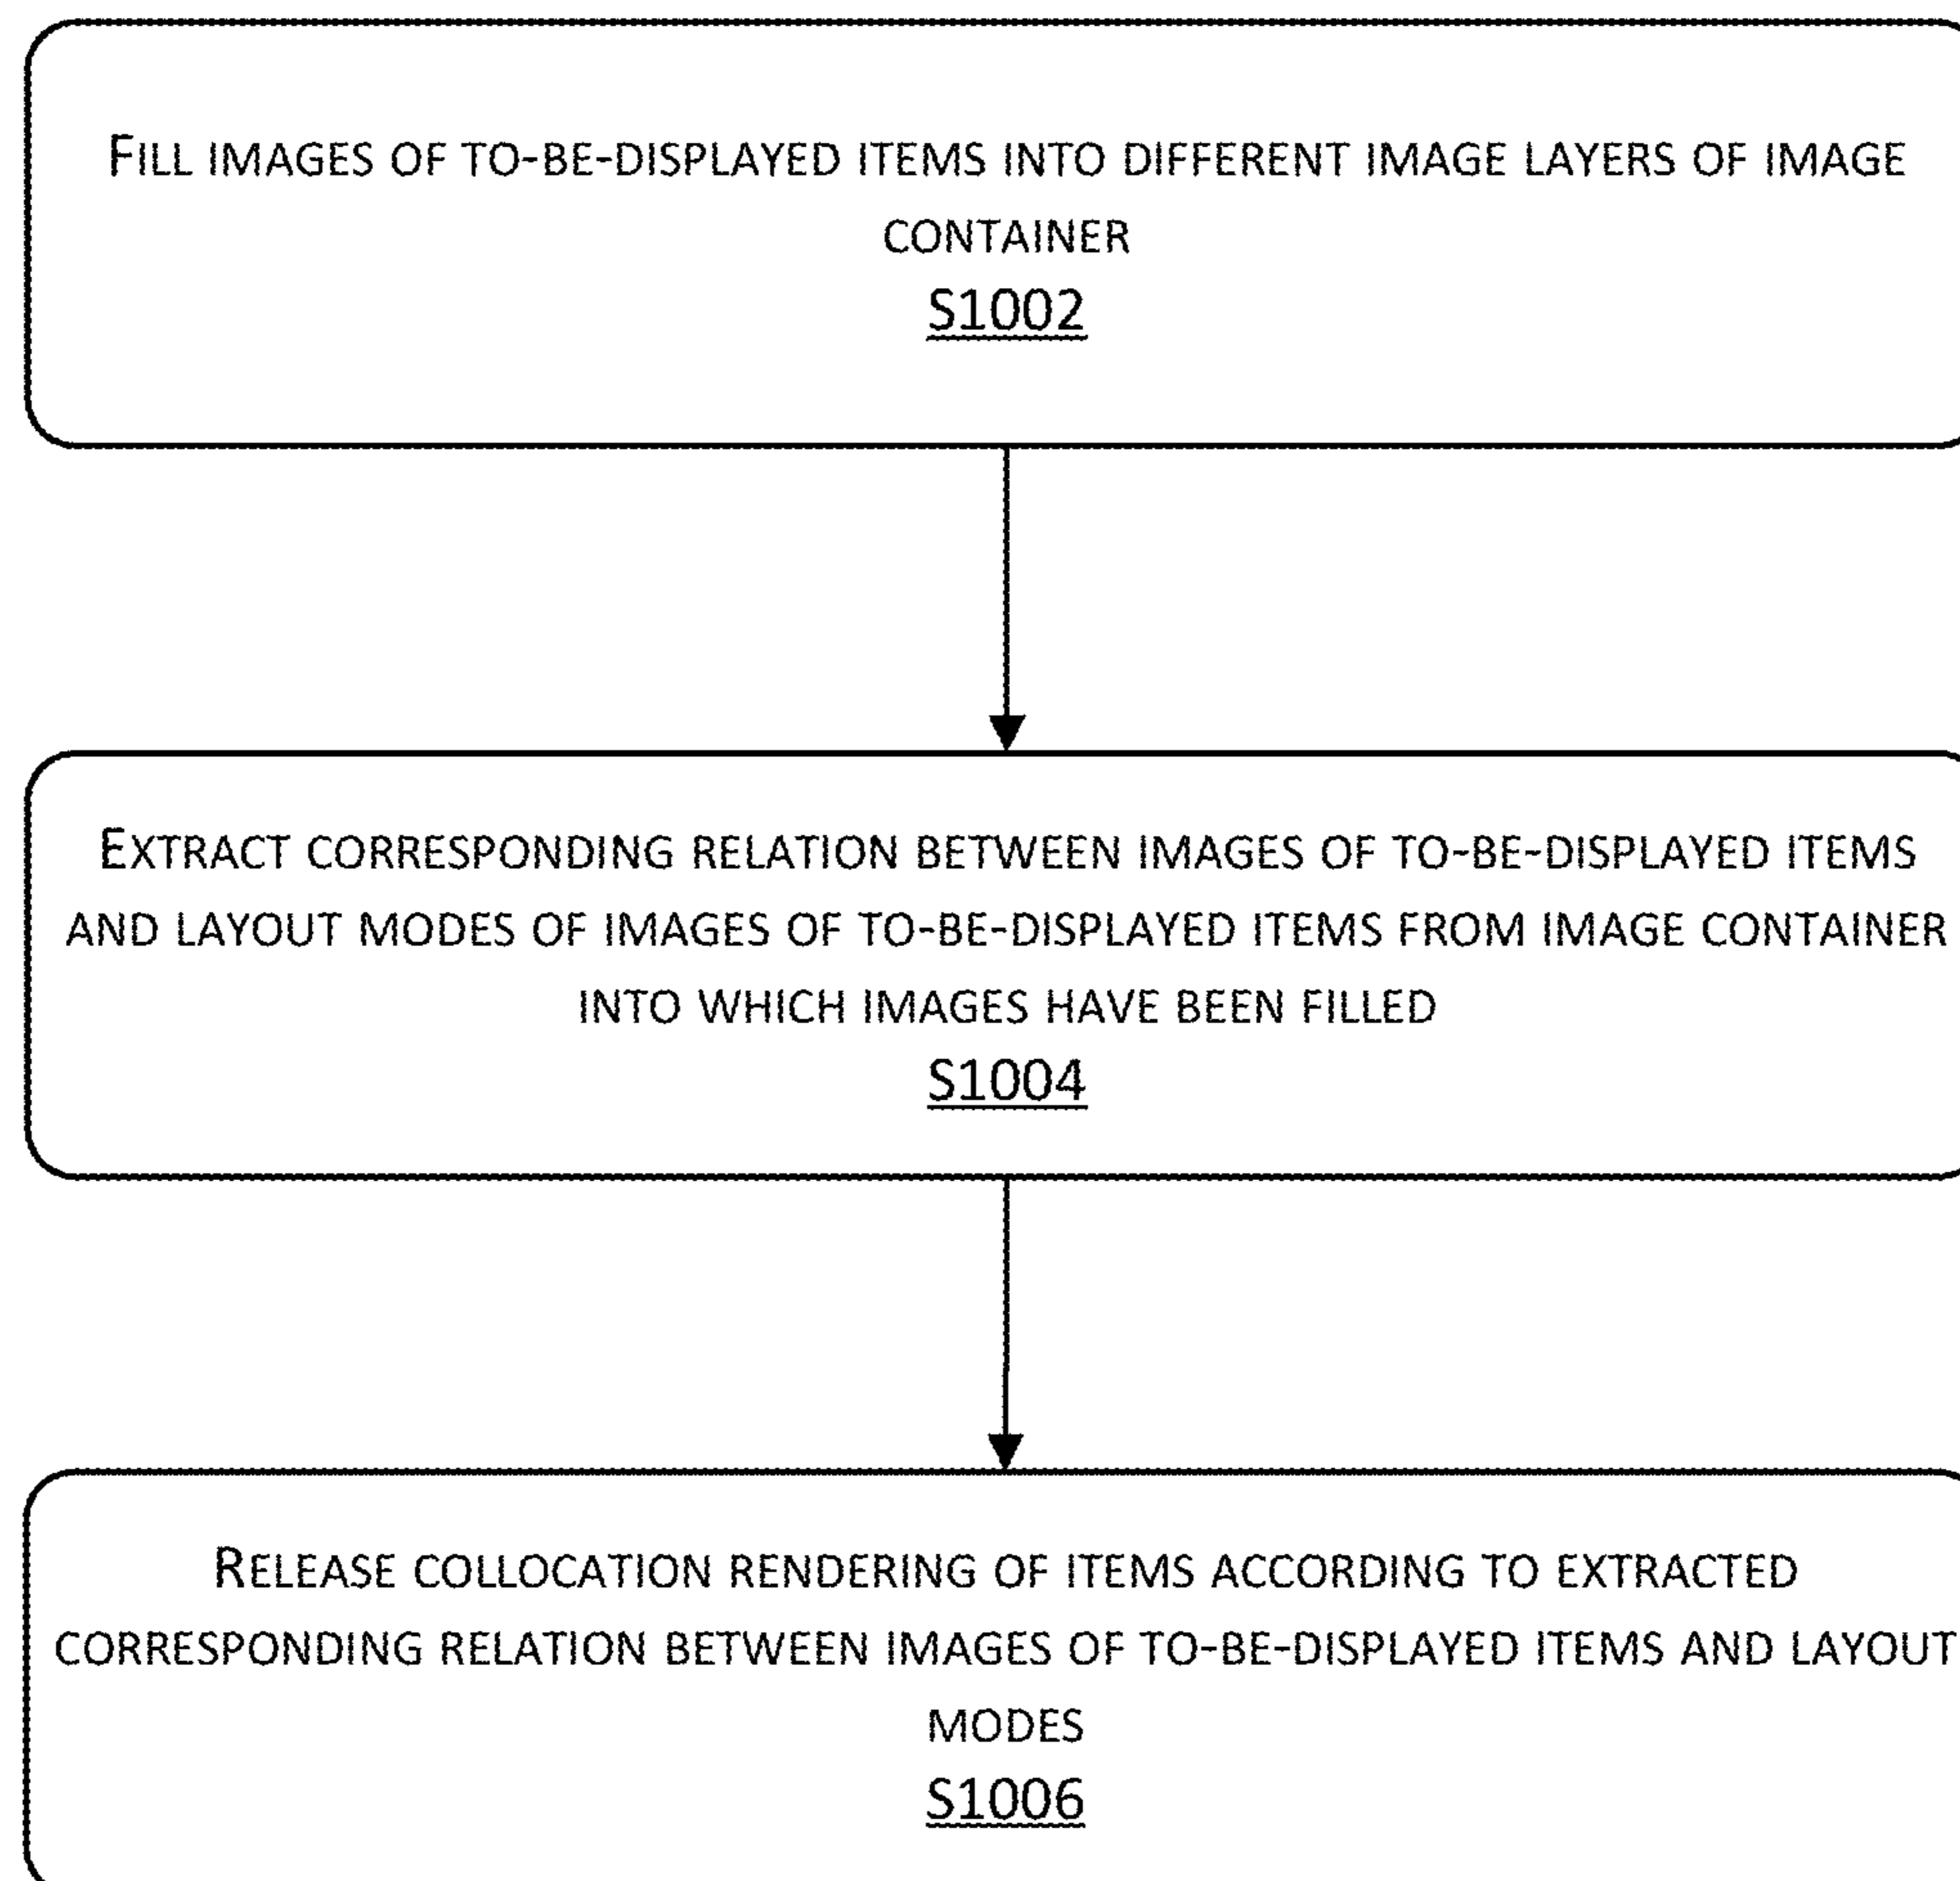 FILL IMAGES OF TO-BE-DISPLAYED ITEMS INTO DIFFERENT IMAGE LAYERS OF IMAGE
CONTAINER
S1002
EXTRACT CORRESPONDING RELATION BETWEEN IMAGES OF TO-BE-DISPLAYED ITEMS
AND LAYOUT MODES OF IMAGES OF TO-BE-DISPLAYED ITEMS FROM IMAGE CONTAINER
INTO WHICH IMAGES HAVE BEEN FILLED
S1004
RELEASE COLLOCATION RENDERING OF ITEMS ACCORDING TO EXTRACTED
CORRESPONDING RELATION BETWEEN IMAGES OF TO-BE-DISPLAYED ITEMS AND LAYOUT
MODES
S1006